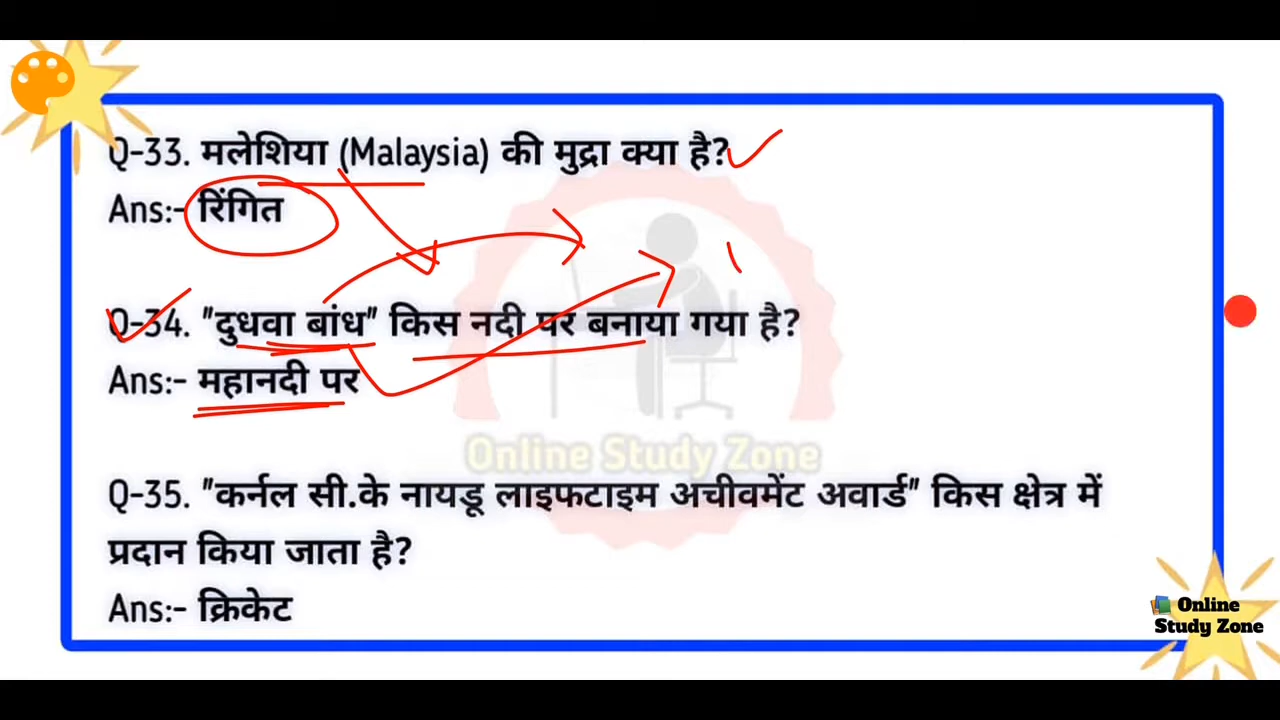 Q-33. मलेशिया (Malaysia) की मुद्रा क्या है?
Ans:- रिंगित
Q-34. "दुधवा बांध" किस नदी पर बनाया गया है?
Ans:- महानदी पर
Online Study Zone
Q-35. "कर्नल सी.के नायडू लाइफटाइम अचीवमेंट अवार्ड" किस क्षेत्र में
प्रदान किया जाता है?
Ans:- क्रिकेट
Online
Study Zone